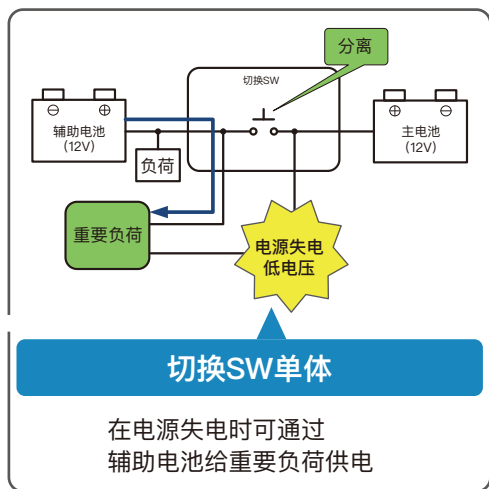 分离
切换SW
⊖ ⊕
辅助电池
(12V)
⊕ ⊖
主电池
(12V)
负荷
重要负荷
电源失电
低电压
切换SW单体
在电源失电时可通过
辅助电池给重要负荷供电